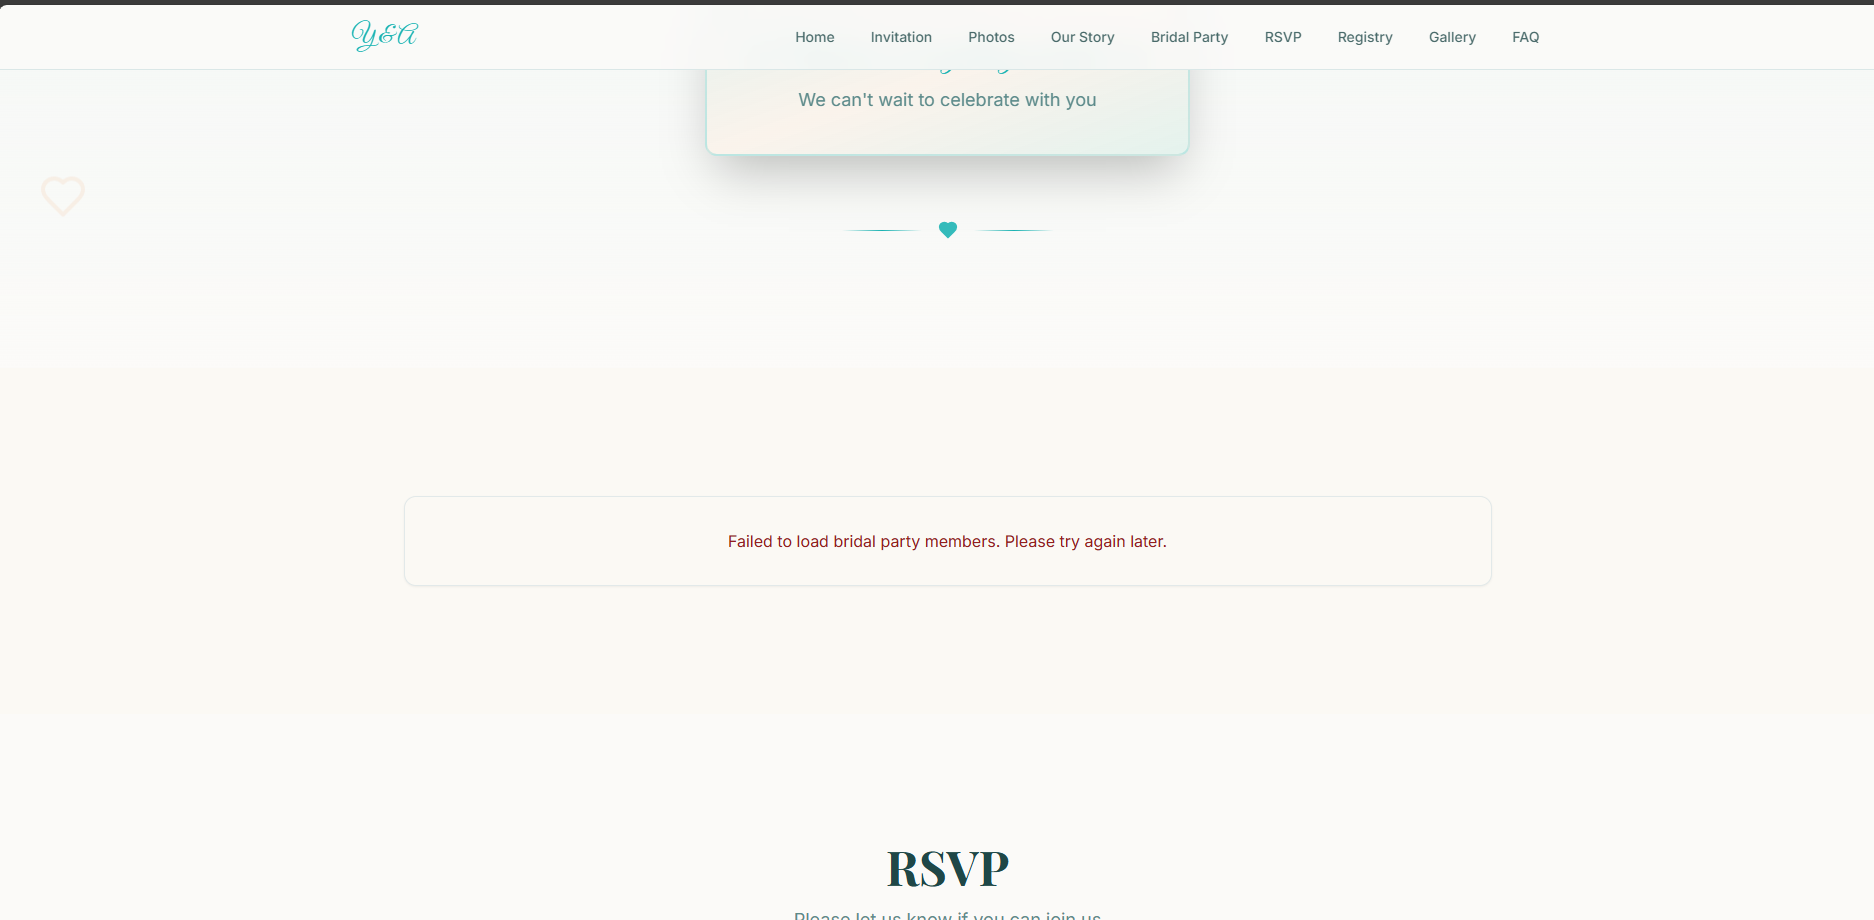 Y&A
Home Invitation Photos Our Story Bridal Party RSVP Registry Gallery FAQ
We can't wait to celebrate with you
Failed to load bridal party members. Please try again later.
RSVP
Please let us know if you can join us